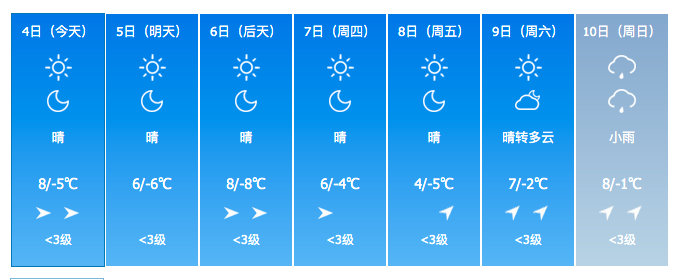 4日（今天） 5日（明天） 6日（后天） 7日（周四） 8日（周五） 9日（周六） 10日（周日）
晴 晴 晴 晴 晴 晴转多云 小雨
8/-5℃ 6/-6℃ 8/-8℃ 6/-4℃ 4/-5℃ 7/-2℃ 8/-1℃
<3级 <3级 <3级 <3级 <3级 <3级 <3级